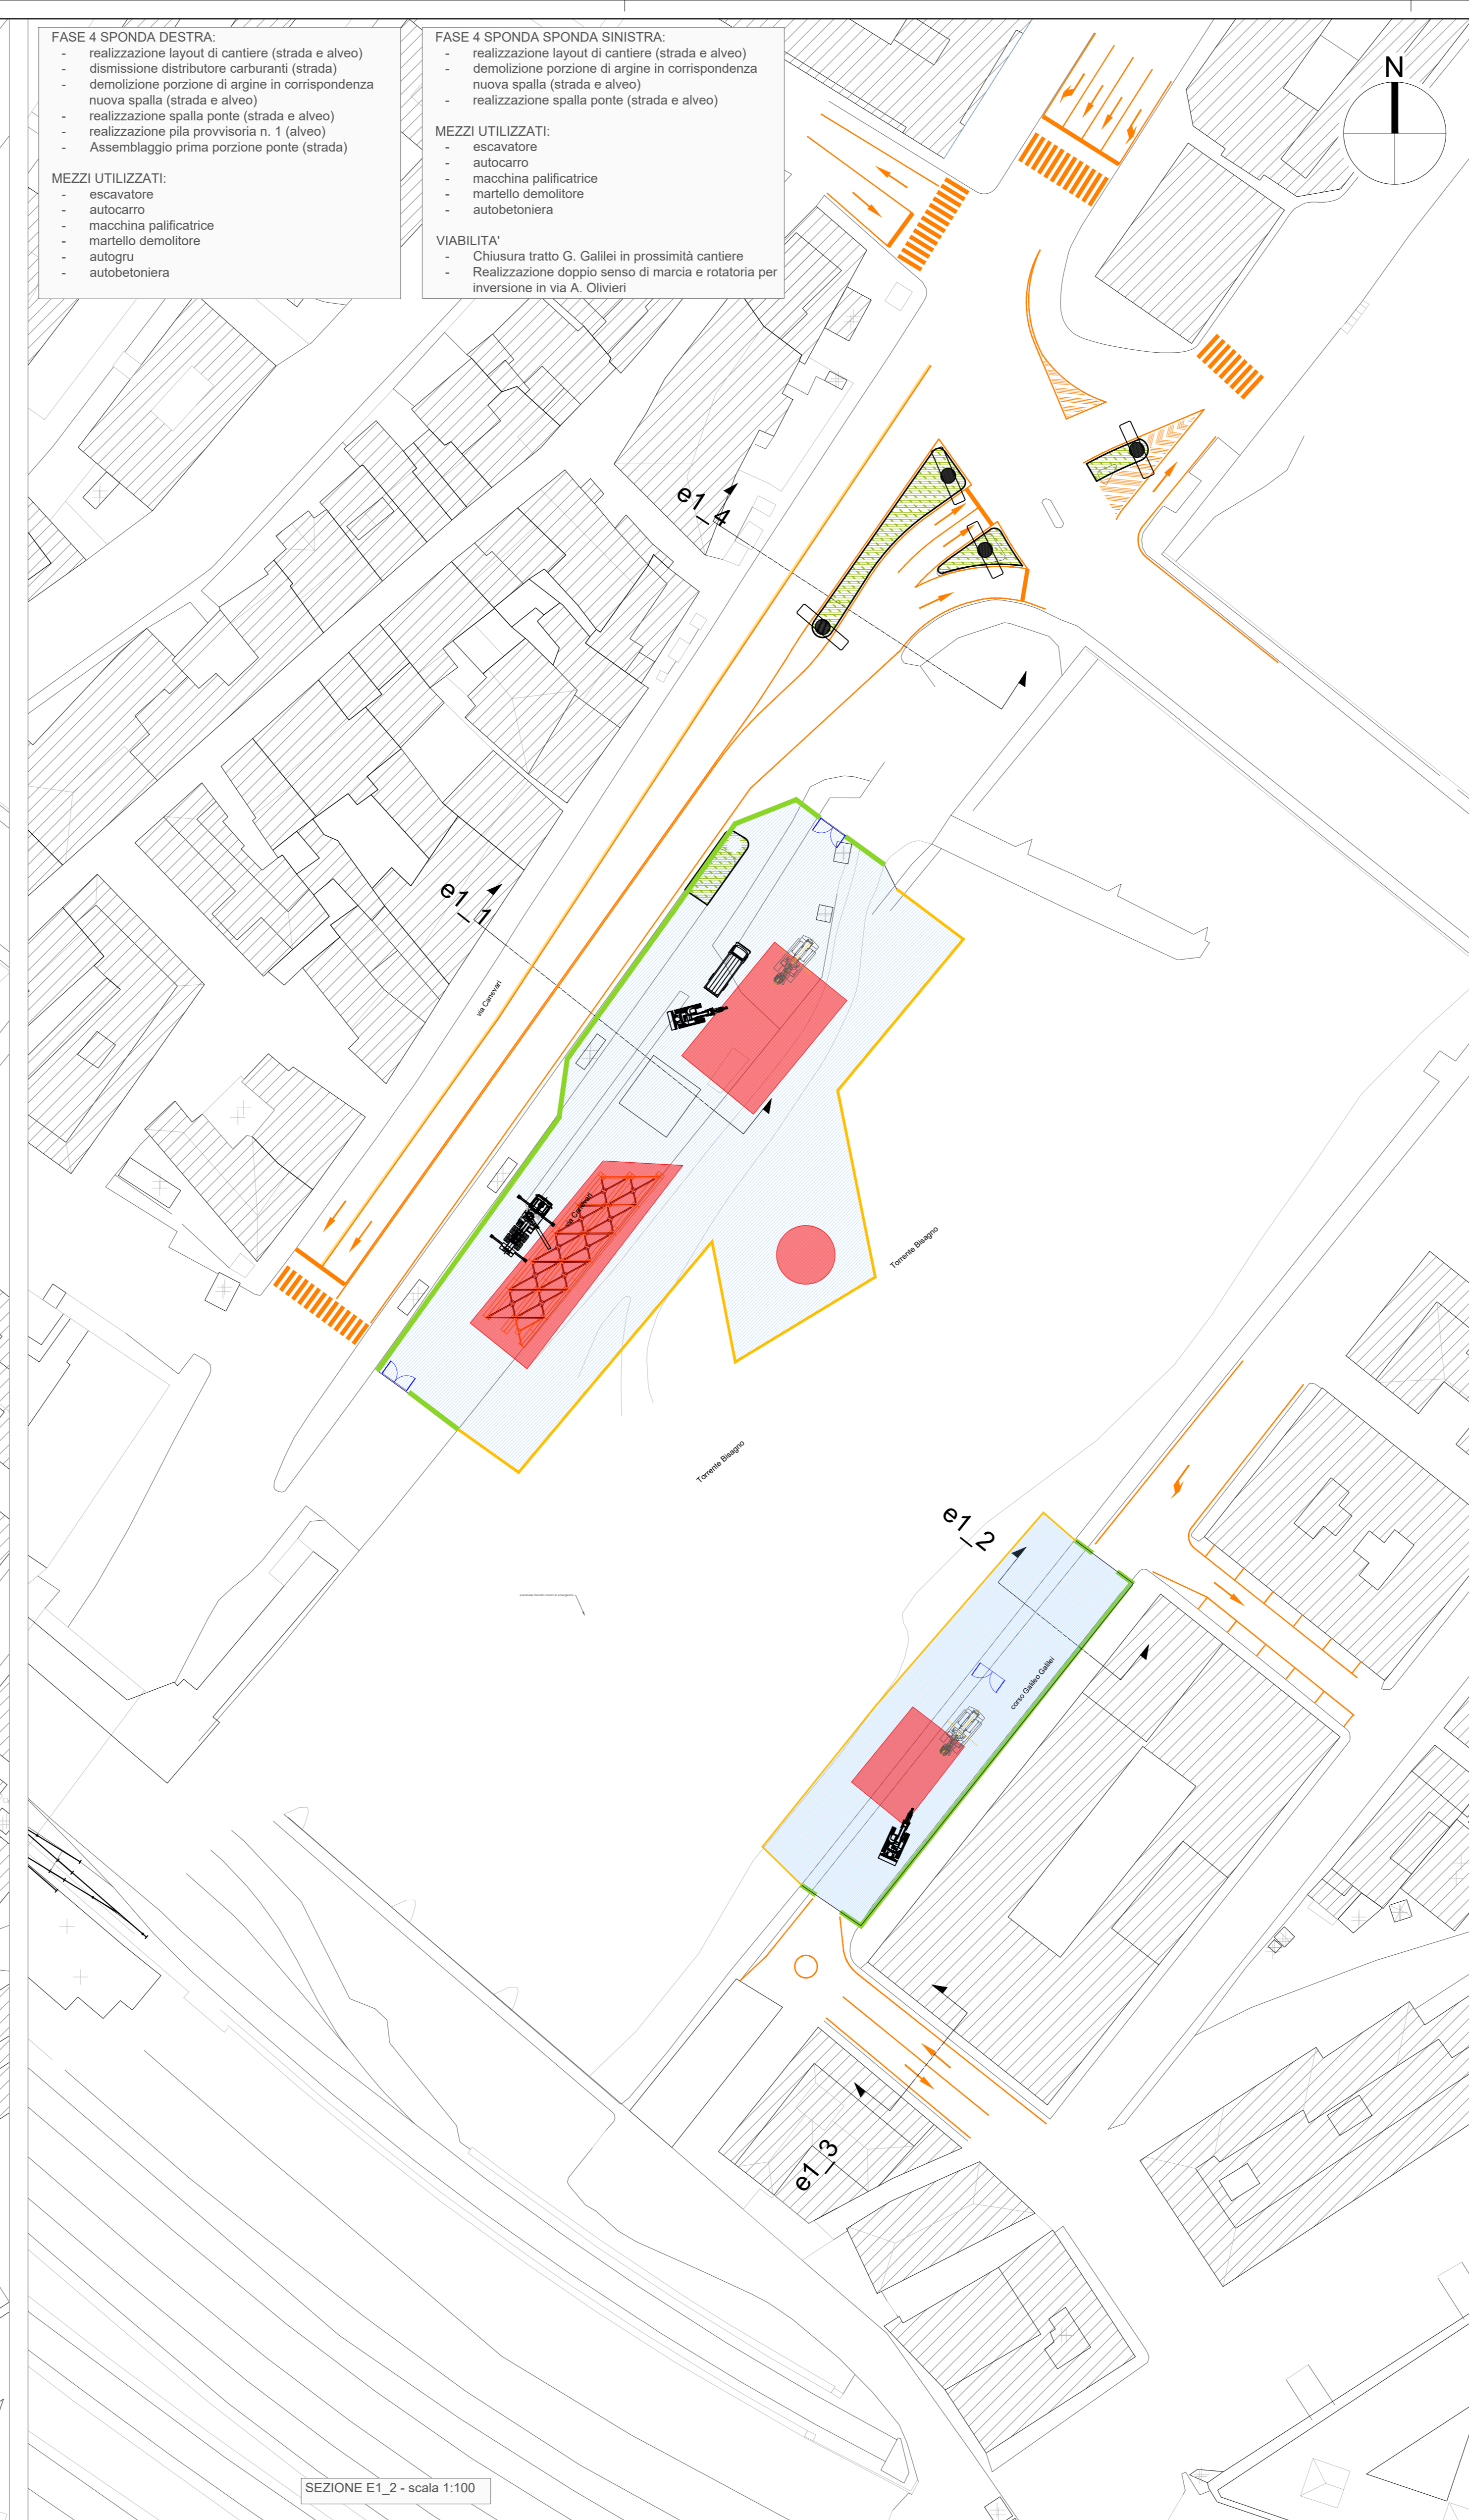 FASE 4 SPONDA DESTRA:
- realizzazione layout di cantiere (strada e alveo)
- dismissione distributore carburanti (strada)
- demolizione porzione di argine in corrispondenza
nuova spalla (strada e alveo)
- realizzazione spalla ponte (strada e alveo)
- realizzazione pila provvisoria n. 1 (alveo)
- Assemblaggio prima porzione ponte (strada)
MEZZI UTILIZZATI:
- escavatore
- autocarro
- macchina palificatrice
- martello demolitore
- autogru
- autobetoniera
FASE 4 SPONDA SPONDA SINISTRA:
- realizzazione layout di cantiere (strada e alveo)
- demolizione porzione di argine in corrispondenza
nuova spalla (strada e alveo)
- realizzazione spalla ponte (strada e alveo)
MEZZI UTILIZZATI:
- escavatore
- autocarro
- macchina palificatrice
- martello demolitore
- autobetoniera
VIABILITA'
- Chiusura tratto G. Galilei in prossimità cantiere
- Realizzazione doppio senso di marcia e rotatoria per
inversione in via A. Olivieri
N
e1_4
e1_1
via Canevari
via Canevari
Torrente Bisagno
Torrente Bisagno
e1_2
corso Galileo Galilei
e1_3
SEZIONE E1_2 - scala 1:100